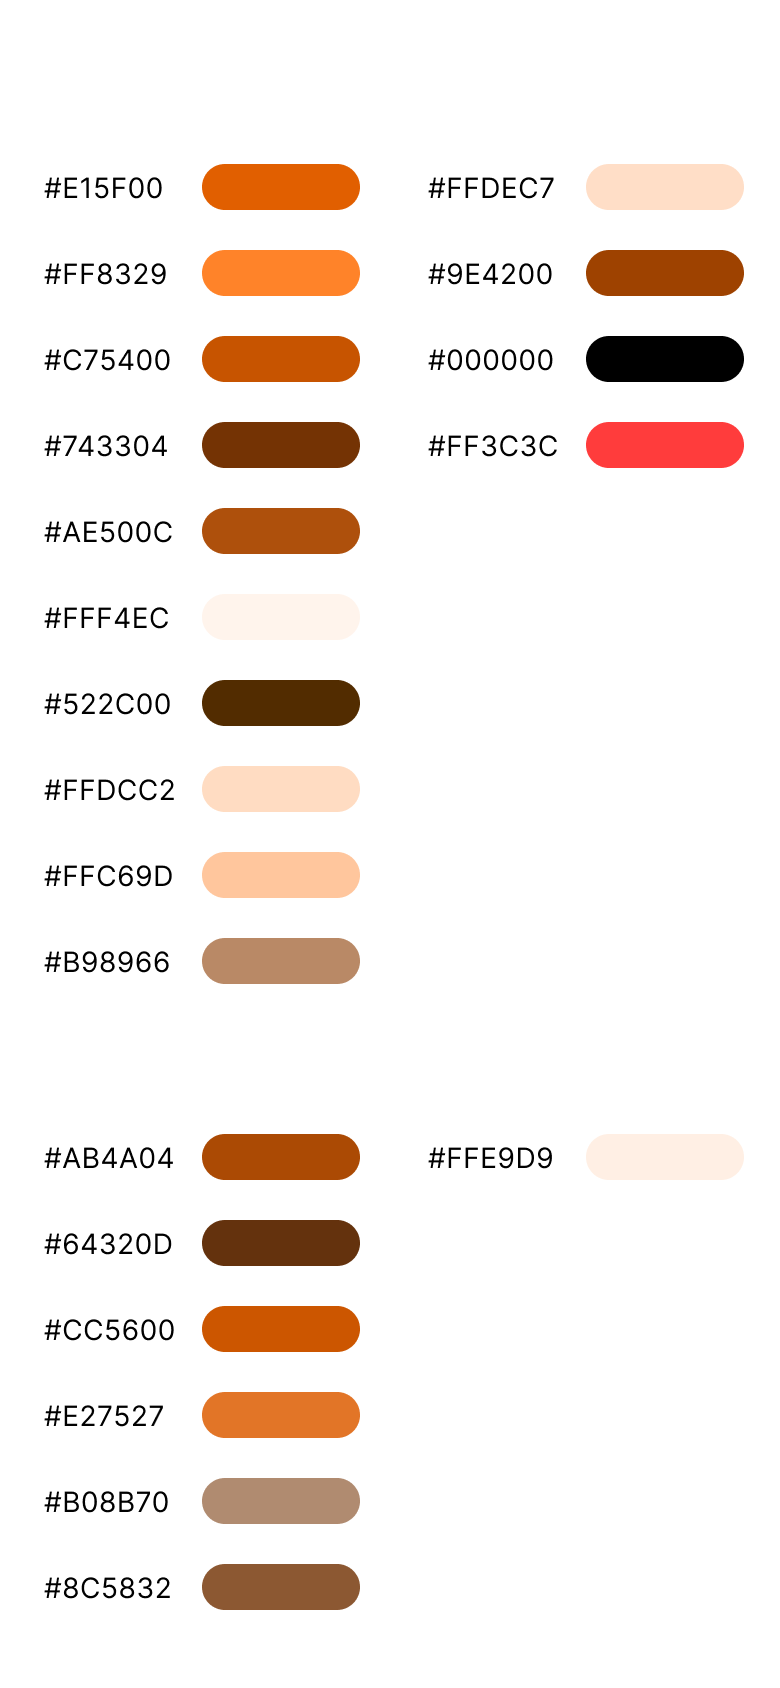 #E15F00
#FF8329
#C75400
#743304
#AE500C
#FFF4EC
#522C00
#FFDCC2
#FFC69D
#B98966
#FFDEC7
#9E4200
#000000
#FF3C3C
#AB4A04
#64320D
#CC5600
#E27527
#B08B70
#8C5832
#FFE9D9